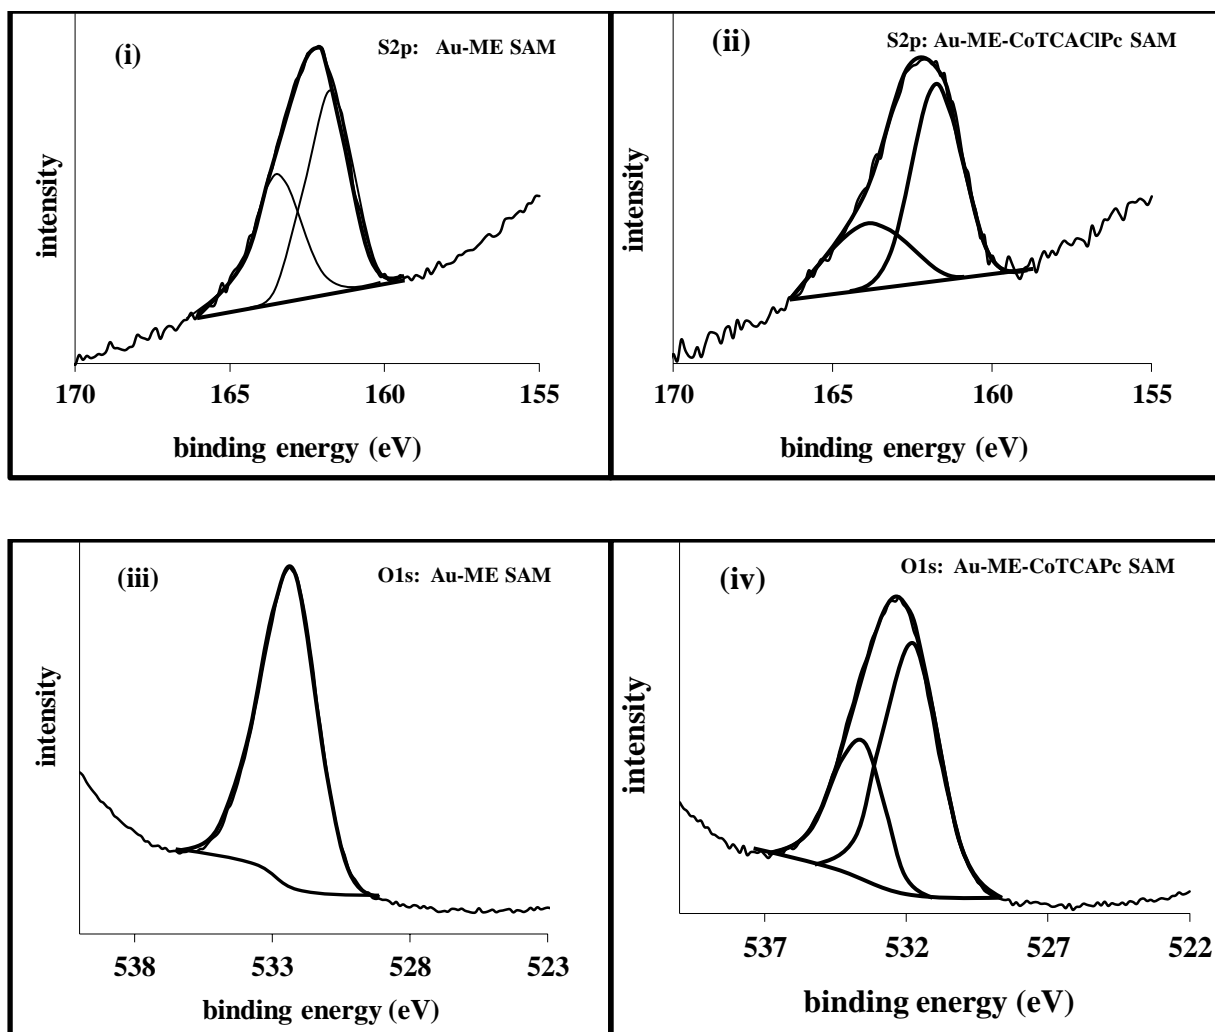 (i)
S2p: Au-ME SAM
intensity
170 165 160 155
binding energy (eV)
(ii)
S2p: Au-ME-CoTCAClPc SAM
intensity
170 165 160 155
binding energy (eV)
(iii)
O1s: Au-ME SAM
intensity
538 533 528 523
binding energy (eV)
(iv)
O1s: Au-ME-CoTCAPc SAM
intensity
537 532 527 522
binding energy (eV)